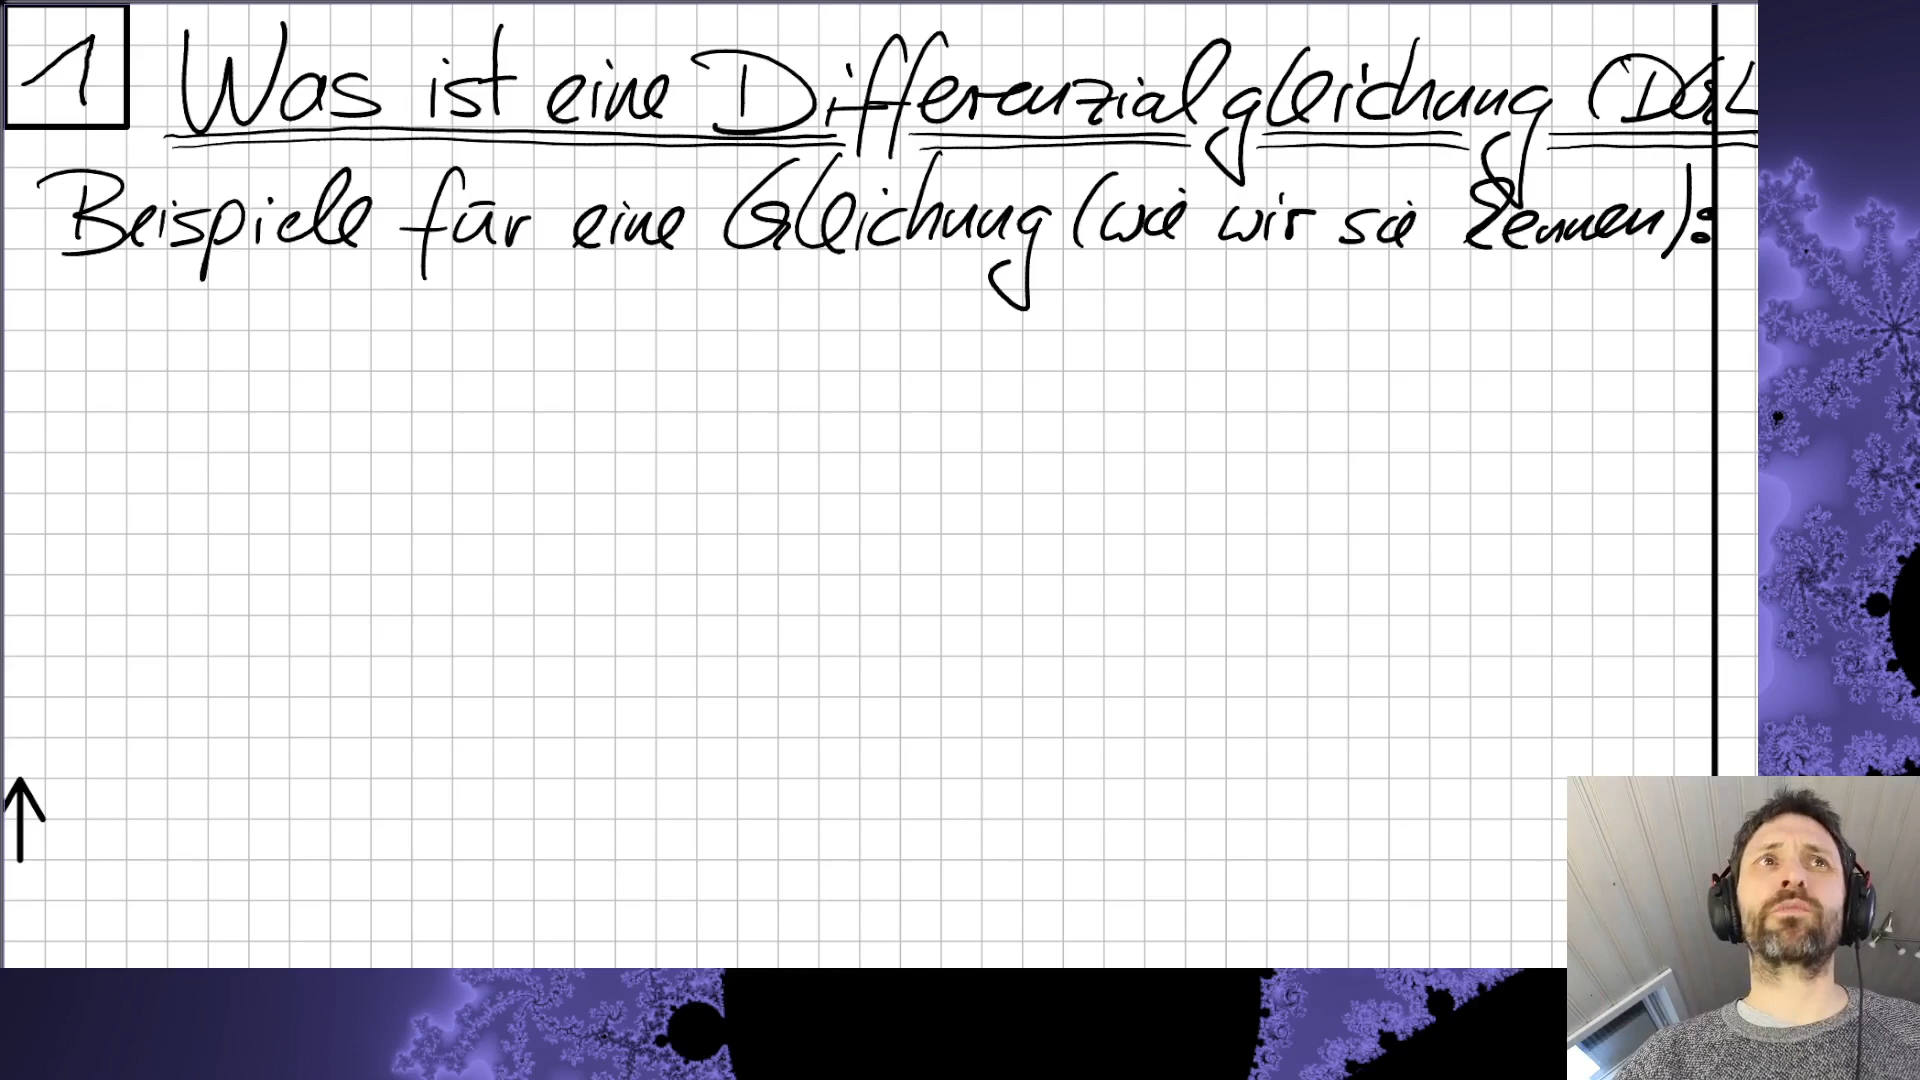 1 Was ist eine Differenzialgleichung (DGL
Beispiele für eine Gleichung (wie wir sie kennen):